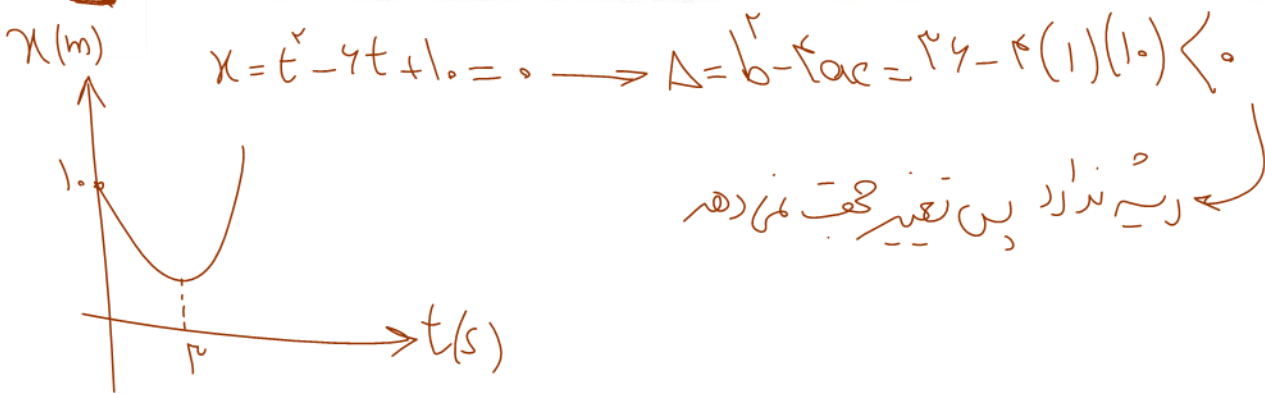 x(m)
x = t² - ۶t + ۱۰ = ۰ → Δ = b² - ۴ac = ۳۶ - ۴(۱)(۱۰) < ۰
۱۰
ریشه ندارد پس تغییر جهت نمی دهد
۳
t(s)